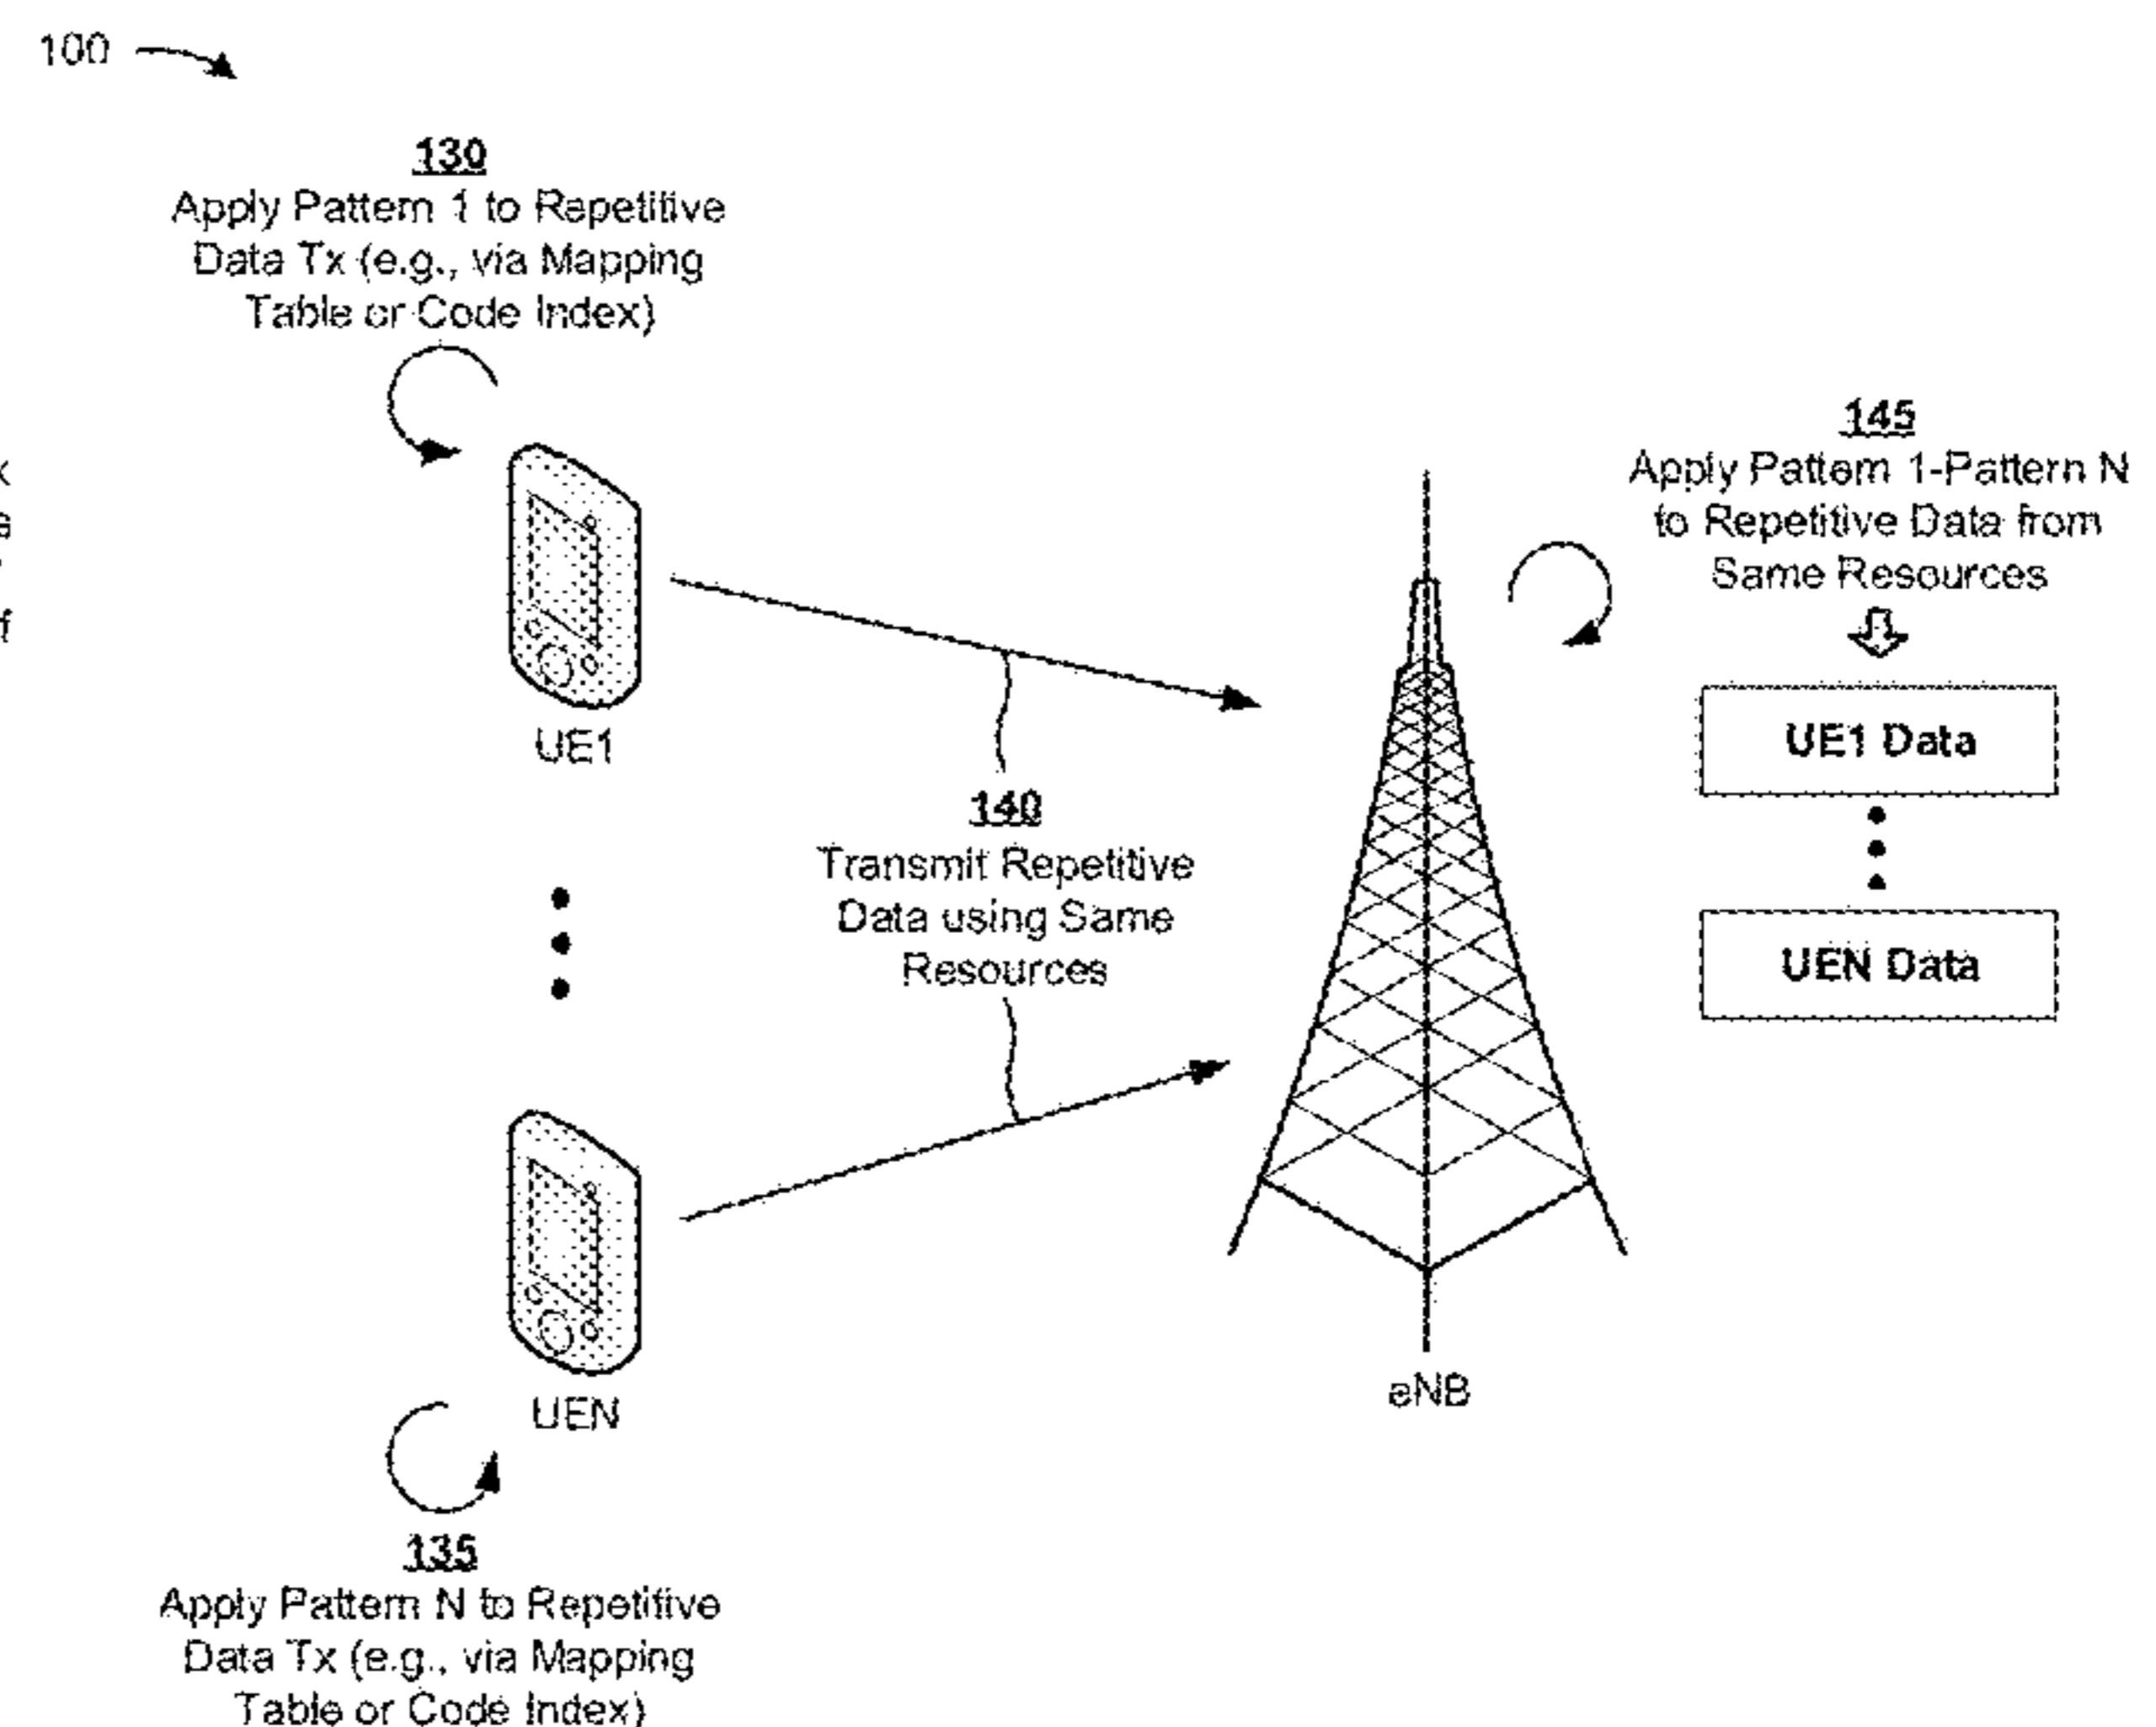 100
130
Apply Pattern 1 to Repetitive
Data Tx (e.g., via Mapping
Table or Code Index)
UE1
140
Transmit Repetitive
Data using Same
Resources
UEN
135
Apply Pattern N to Repetitive
Data Tx (e.g., via Mapping
Table or Code Index)
eNB
145
Apply Pattern 1-Pattern N
to Repetitive Data from
Same Resources
UE1 Data
UEN Data